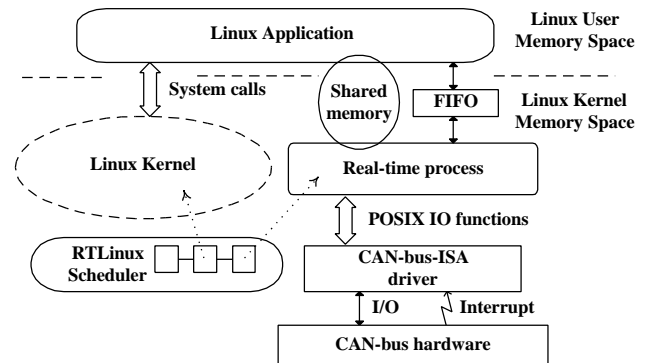 Linux Application
Linux User
Memory Space
System calls
Shared
memory
FIFO
Linux Kernel
Memory Space
Linux Kernel
Real-time process
POSIX IO functions
RTLinux
Scheduler
CAN-bus-ISA
driver
I/O
Interrupt
CAN-bus hardware